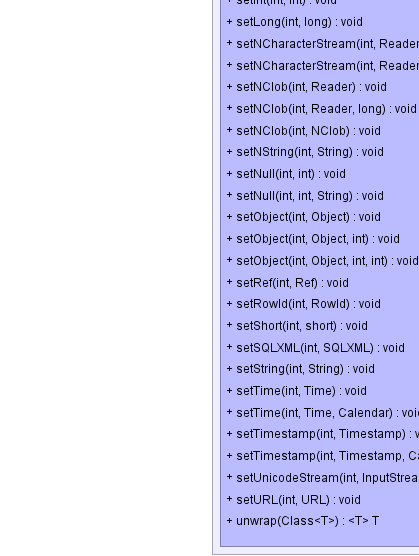 + setInt(int, int) : void
+ setLong(int, long) : void
+ setNCharacterStream(int, Reader
+ setNCharacterStream(int, Reader
+ setNClob(int, Reader) : void
+ setNClob(int, Reader, long) : void
+ setNClob(int, NClob) : void
+ setNString(int, String) : void
+ setNull(int, int) : void
+ setNull(int, int, String) : void
+ setObject(int, Object) : void
+ setObject(int, Object, int) : void
+ setObject(int, Object, int, int) : void
+ setRef(int, Ref) : void
+ setRowId(int, RowId) : void
+ setShort(int, short) : void
+ setSQLXML(int, SQLXML) : void
+ setString(int, String) : void
+ setTime(int, Time) : void
+ setTime(int, Time, Calendar) : voi
+ setTimestamp(int, Timestamp) : v
+ setTimestamp(int, Timestamp, Ca
+ setUnicodeStream(int, InputStrea
+ setURL(int, URL) : void
+ unwrap(Class<T>) : <T> T